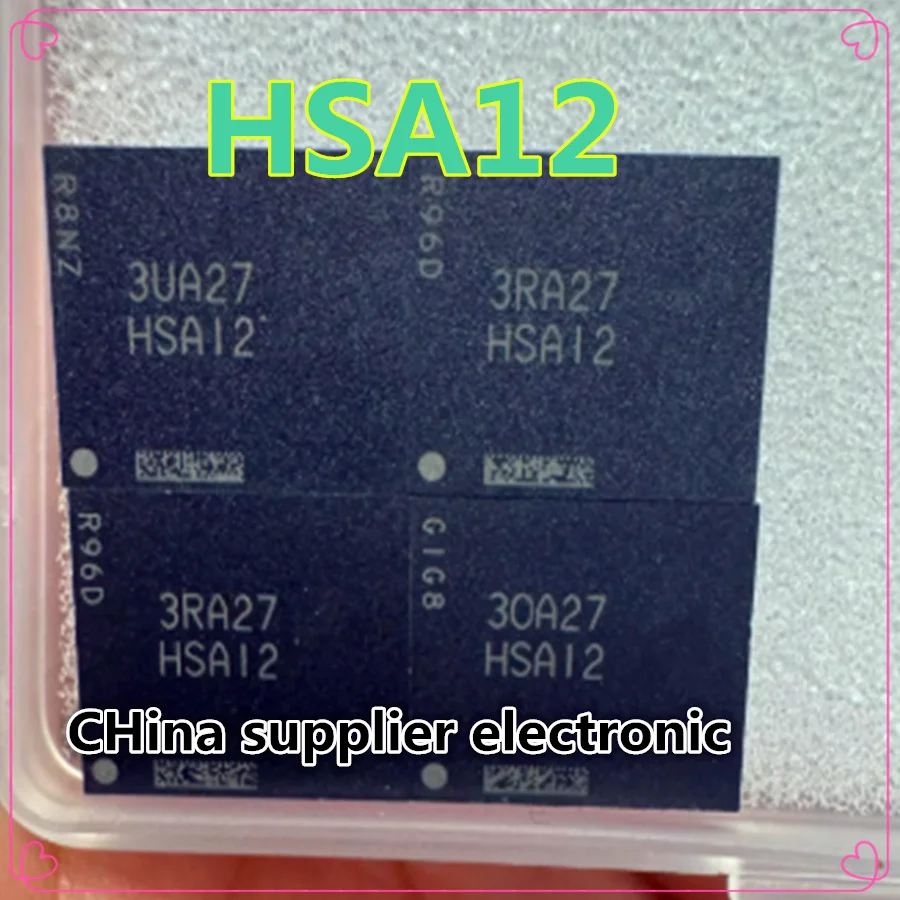 HSA12
R8NZ
3UA27
HSA12
R96D
3RA27
HSA12
R96D
3RA27
HSA12
GIG8
3OA27
HSA12
CHina supplier electronic